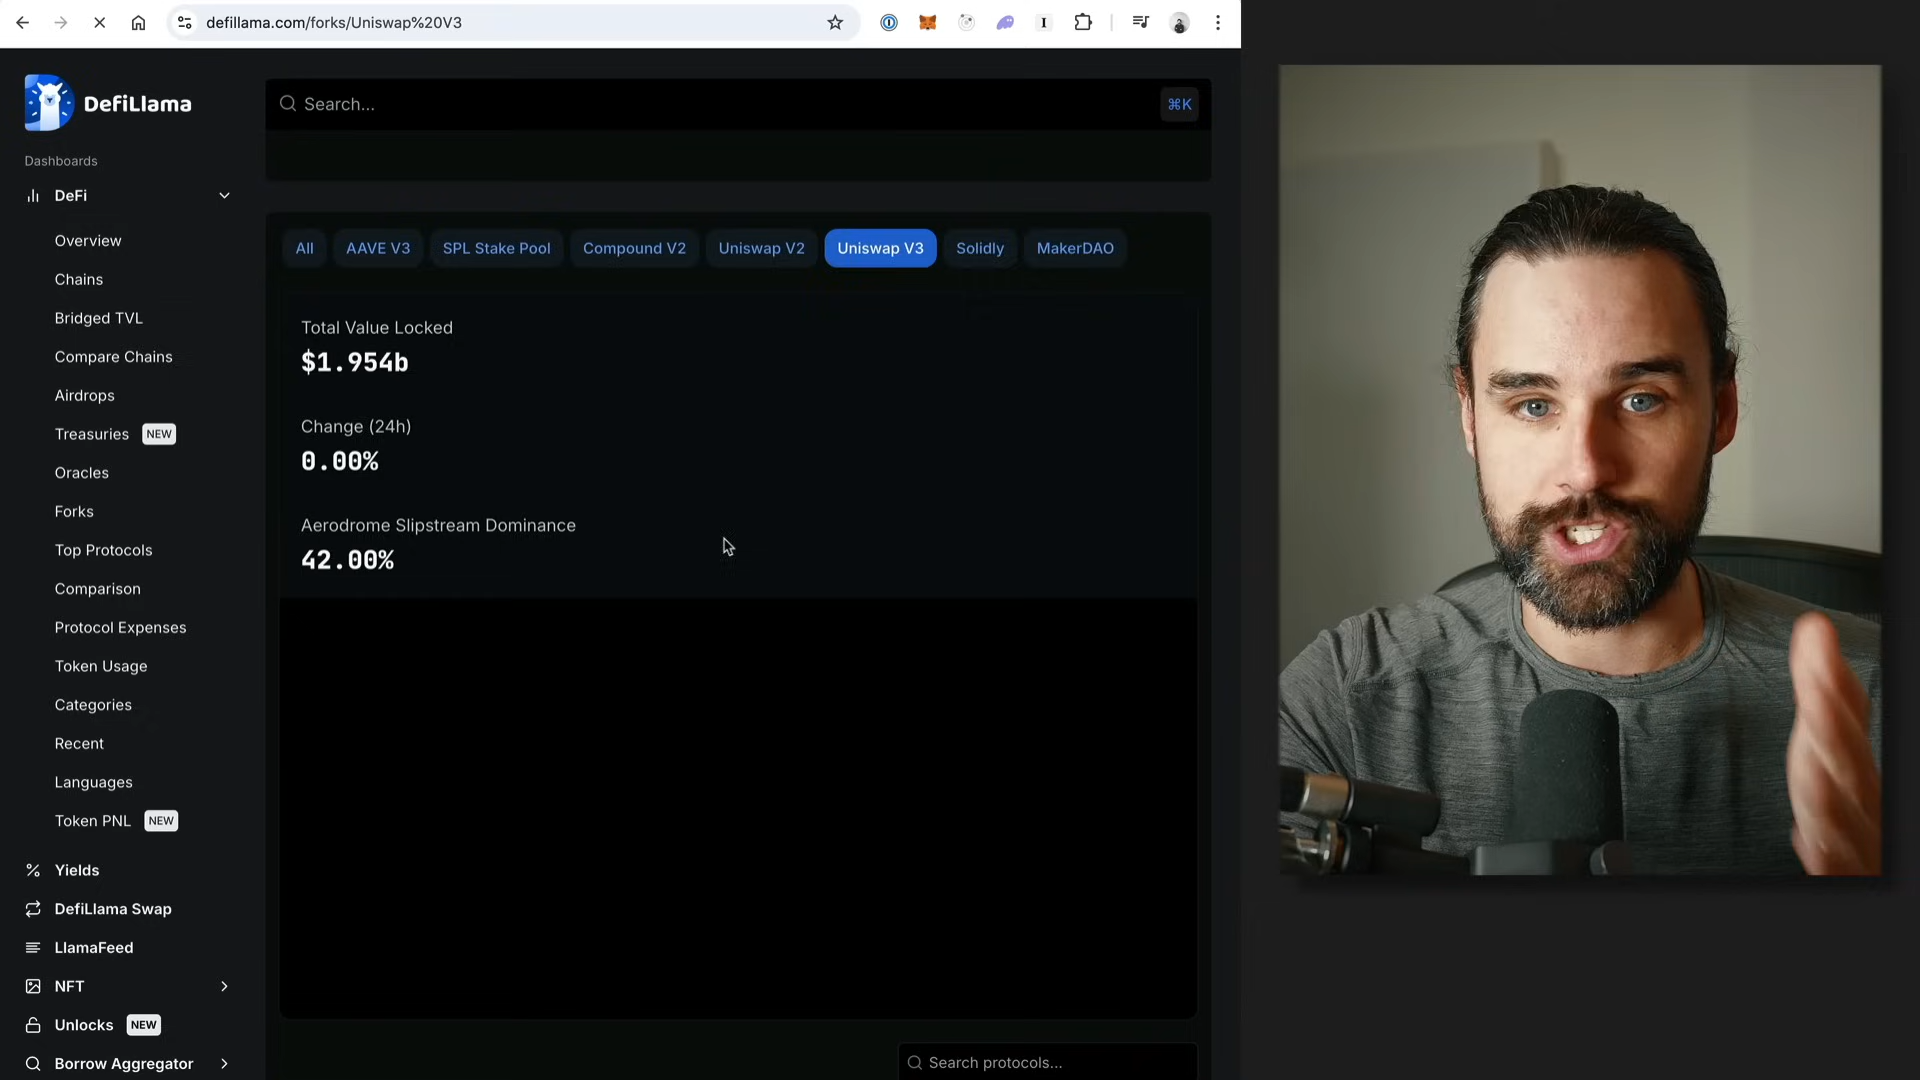 defillama.com/forks/Uniswap%20V3
DefiLlama
Search...
⌘K
Dashboards
DeFi
Overview
Chains
Bridged TVL
Compare Chains
Airdrops
Treasuries NEW
Oracles
Forks
Top Protocols
Comparison
Protocol Expenses
Token Usage
Categories
Recent
Languages
Token PNL NEW
Yields
DefiLlama Swap
LlamaFeed
NFT
Unlocks NEW
Borrow Aggregator
All AAVE V3 SPL Stake Pool Compound V2 Uniswap V2 Uniswap V3 Solidly MakerDAO
Total Value Locked
$1.954b
Change (24h)
0.00%
Aerodrome Slipstream Dominance
42.00%
Search protocols...